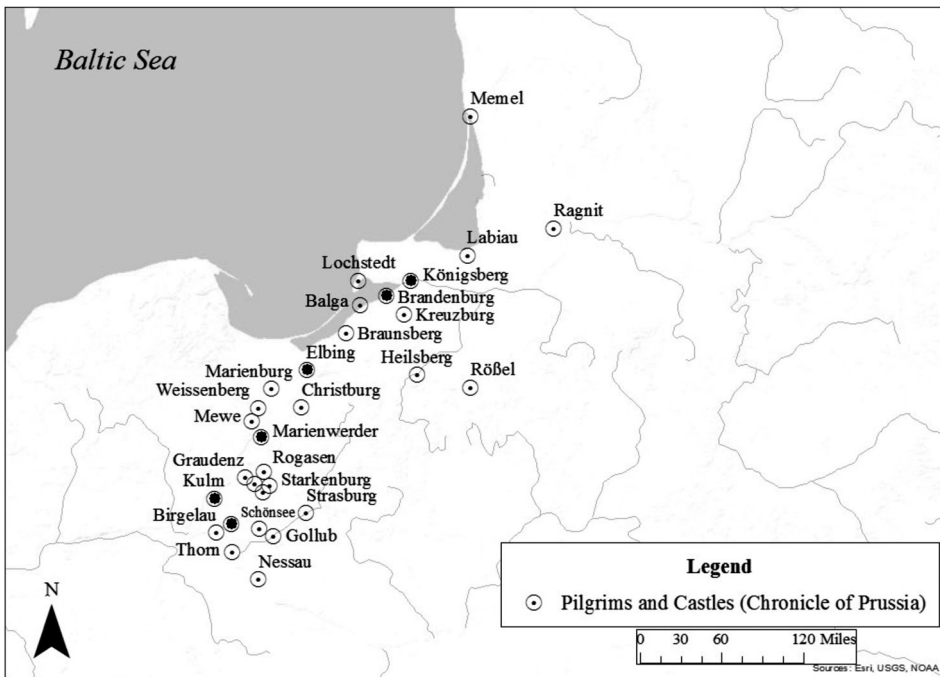 Baltic Sea
Memel
Ragnit
Labiau
Lochstedt
Königsberg
Balga
Brandenburg
Kreuzburg
Braunsberg
Elbing
Heilsberg
Rößel
Marienburg
Weissenberg
Christburg
Mewe
Marienwerder
Rogasen
Graudenz
Starkenburg
Kulm
Strasburg
Birgelau
Schönsee
Gollub
Thorn
Nessau
N
Legend
Pilgrims and Castles (Chronicle of Prussia)
0 30 60 120 Miles
Sources: Esri, USGS, NOAA